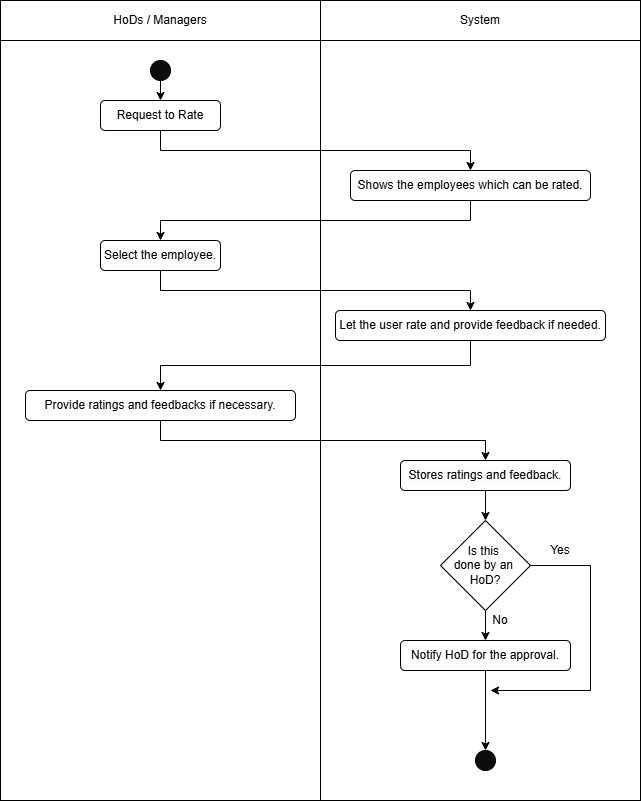 HoDs / Managers
System
Request to Rate
Shows the employees which can be rated.
Select the employee.
Let the user rate and provide feedback if needed.
Provide ratings and feedbacks if necessary.
Stores ratings and feedback.
Is this
done by an
HoD?
Yes
No
Notify HoD for the approval.